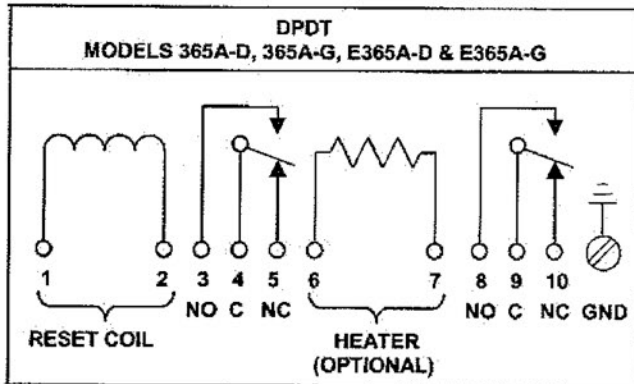 DPDT
MODELS 365A-D, 365A-G, E365A-D & E365A-G
1 2 3 4 5 6 7 8 9 10
NO C NC NO C NC GND
RESET COIL HEATER
(OPTIONAL)